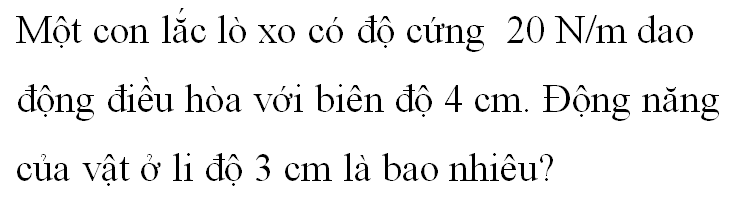 Một con lắc lò xo có độ cứng 20 N/m dao
động điều hòa với biên độ 4 cm. Động năng
của vật ở li độ 3 cm là bao nhiêu?